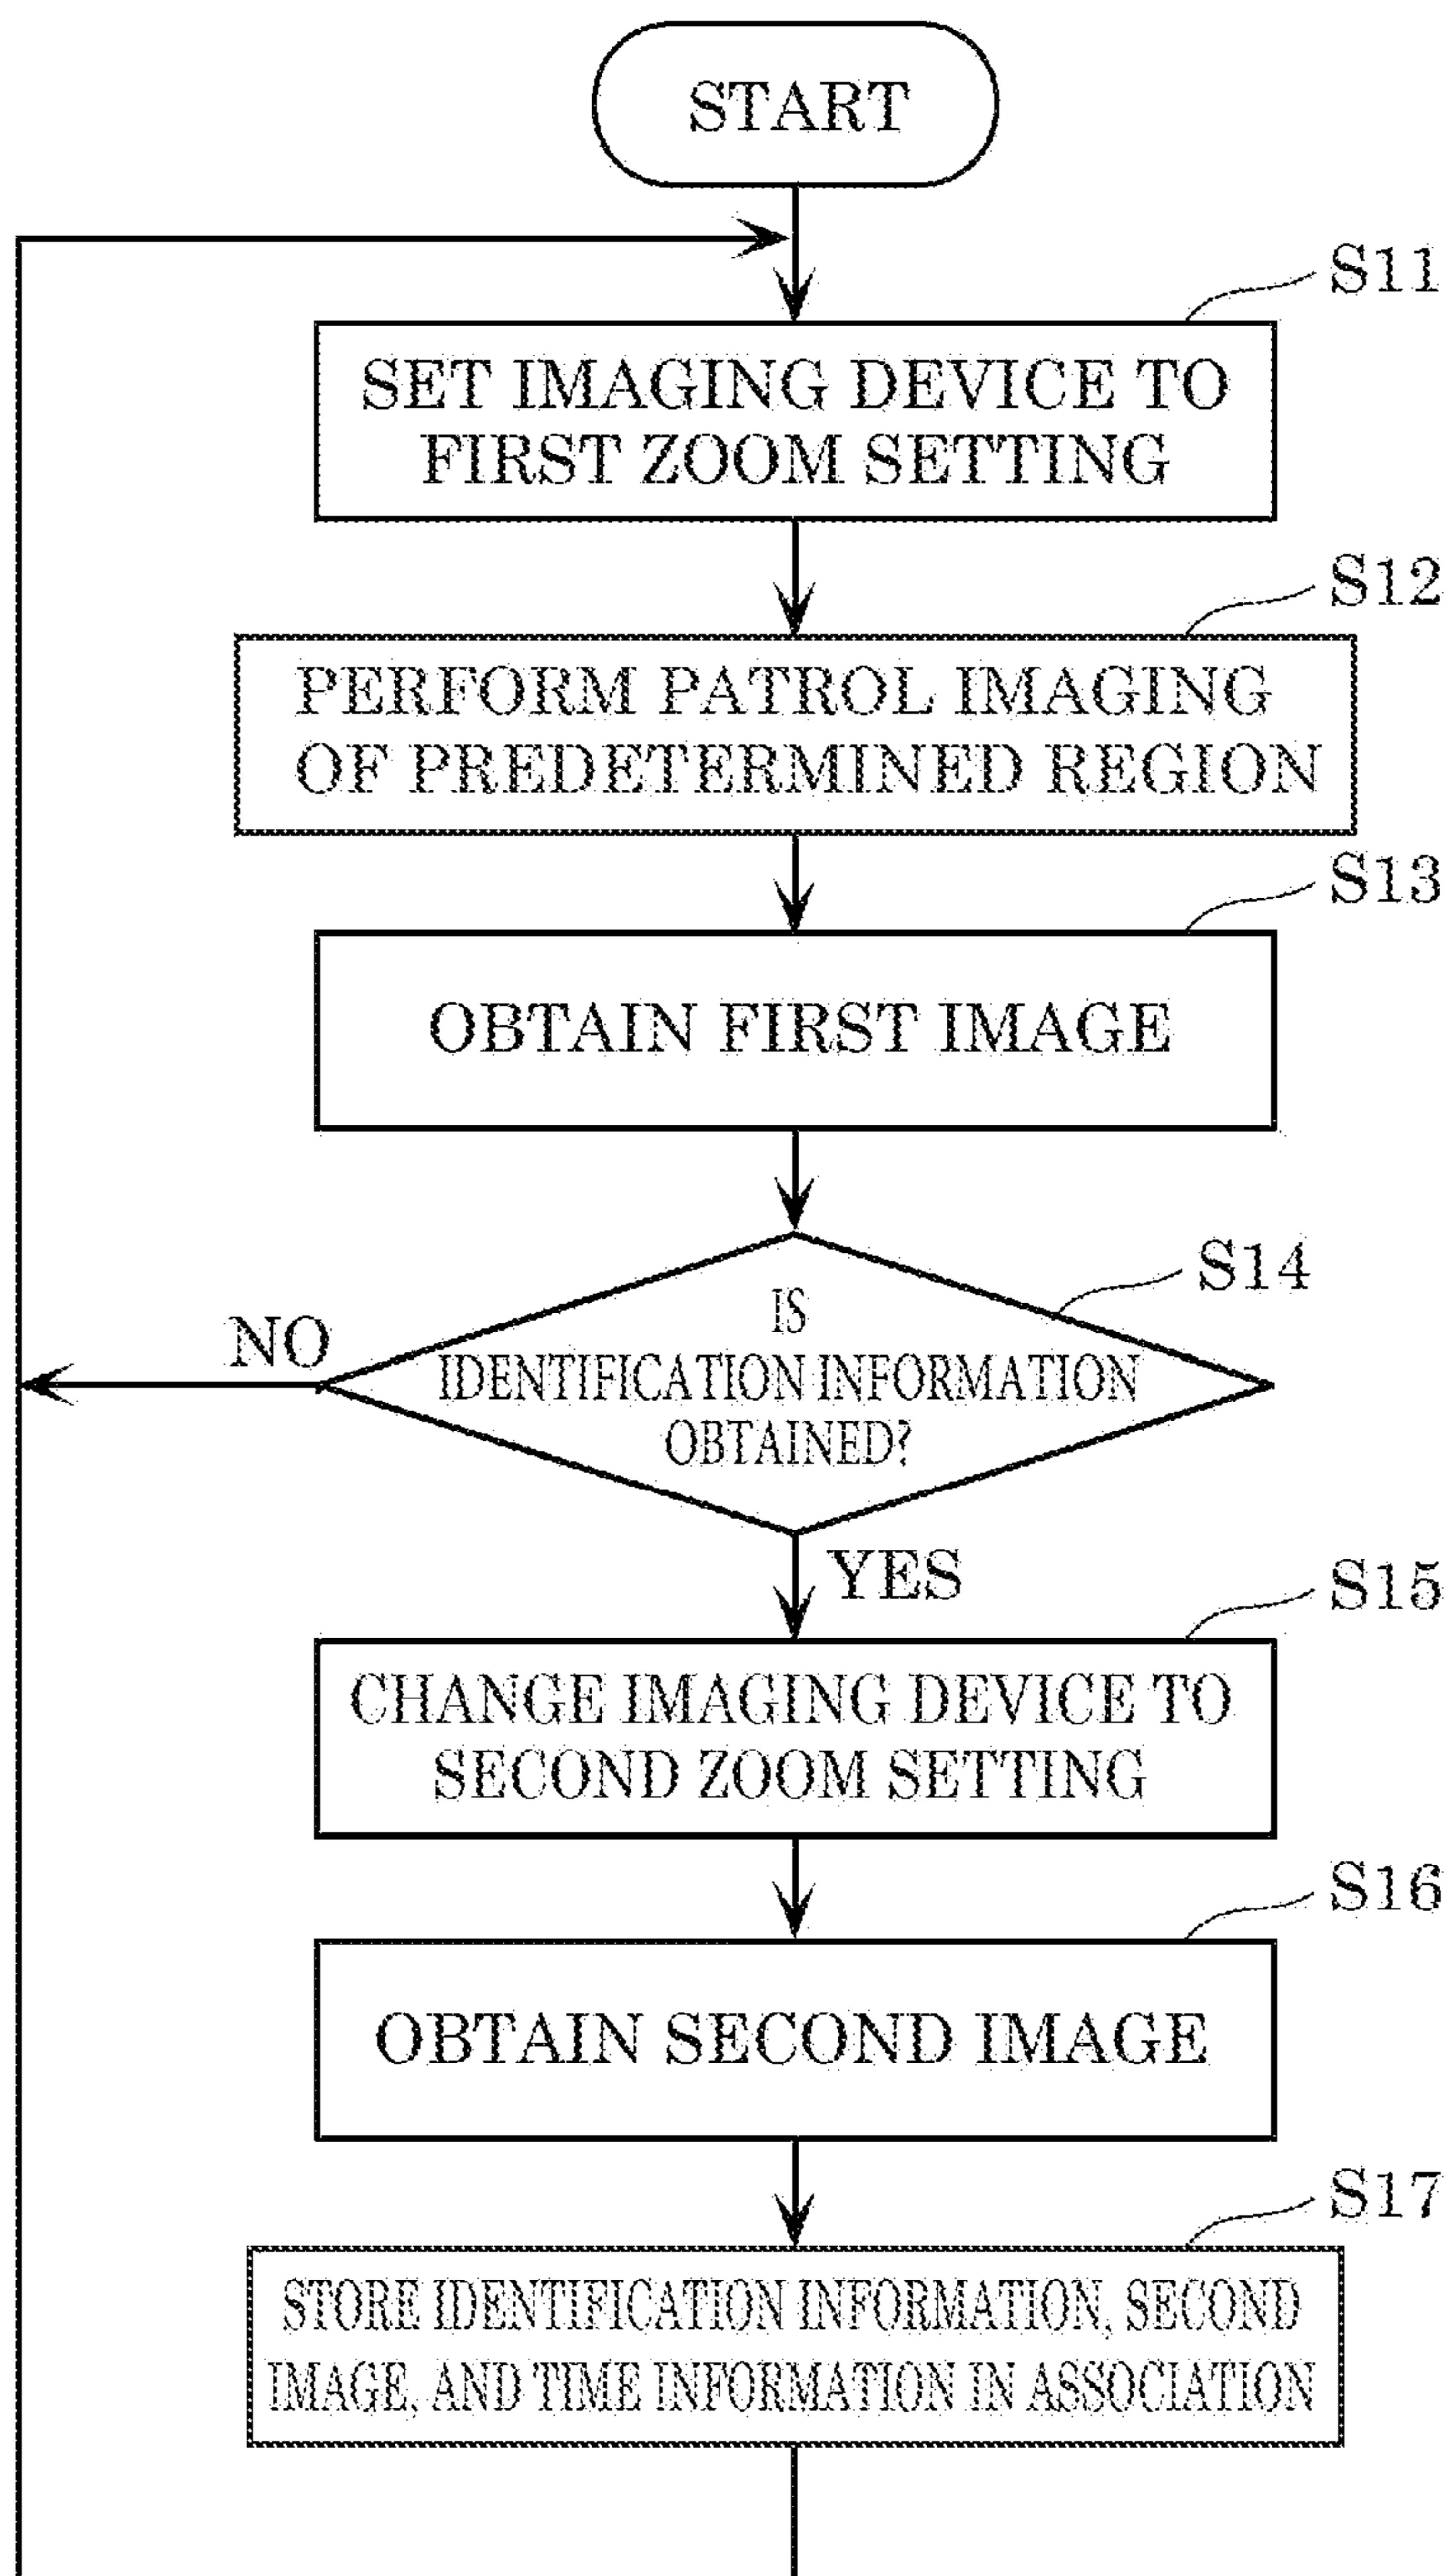 START
S11
SET IMAGING DEVICE TO
FIRST ZOOM SETTING
S12
PERFORM PATROL IMAGING
OF PREDETERMINED REGION
S13
OBTAIN FIRST IMAGE
S14
IS
IDENTIFICATION INFORMATION
OBTAINED?
NO
YES
S15
CHANGE IMAGING DEVICE TO
SECOND ZOOM SETTING
S16
OBTAIN SECOND IMAGE
S17
STORE IDENTIFICATION INFORMATION, SECOND
IMAGE, AND TIME INFORMATION IN ASSOCIATION